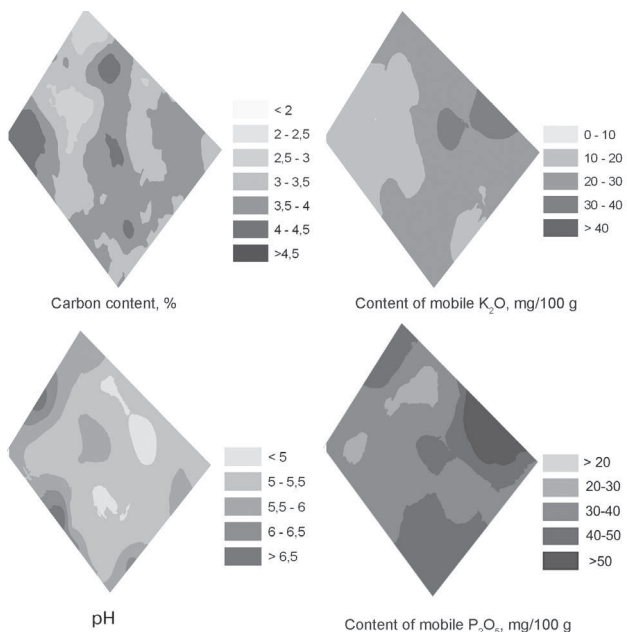 < 2
2 - 2,5
2,5 - 3
3 - 3,5
3,5 - 4
4 - 4,5
>4,5
Carbon content, %
0 - 10
10 - 20
20 - 30
30 - 40
> 40
Content of mobile K₂O, mg/100 g
< 5
5 - 5,5
5,5 - 6
6 - 6,5
> 6,5
pH
> 20
20-30
30-40
40-50
>50
Content of mobile P₂O₅, mg/100 g